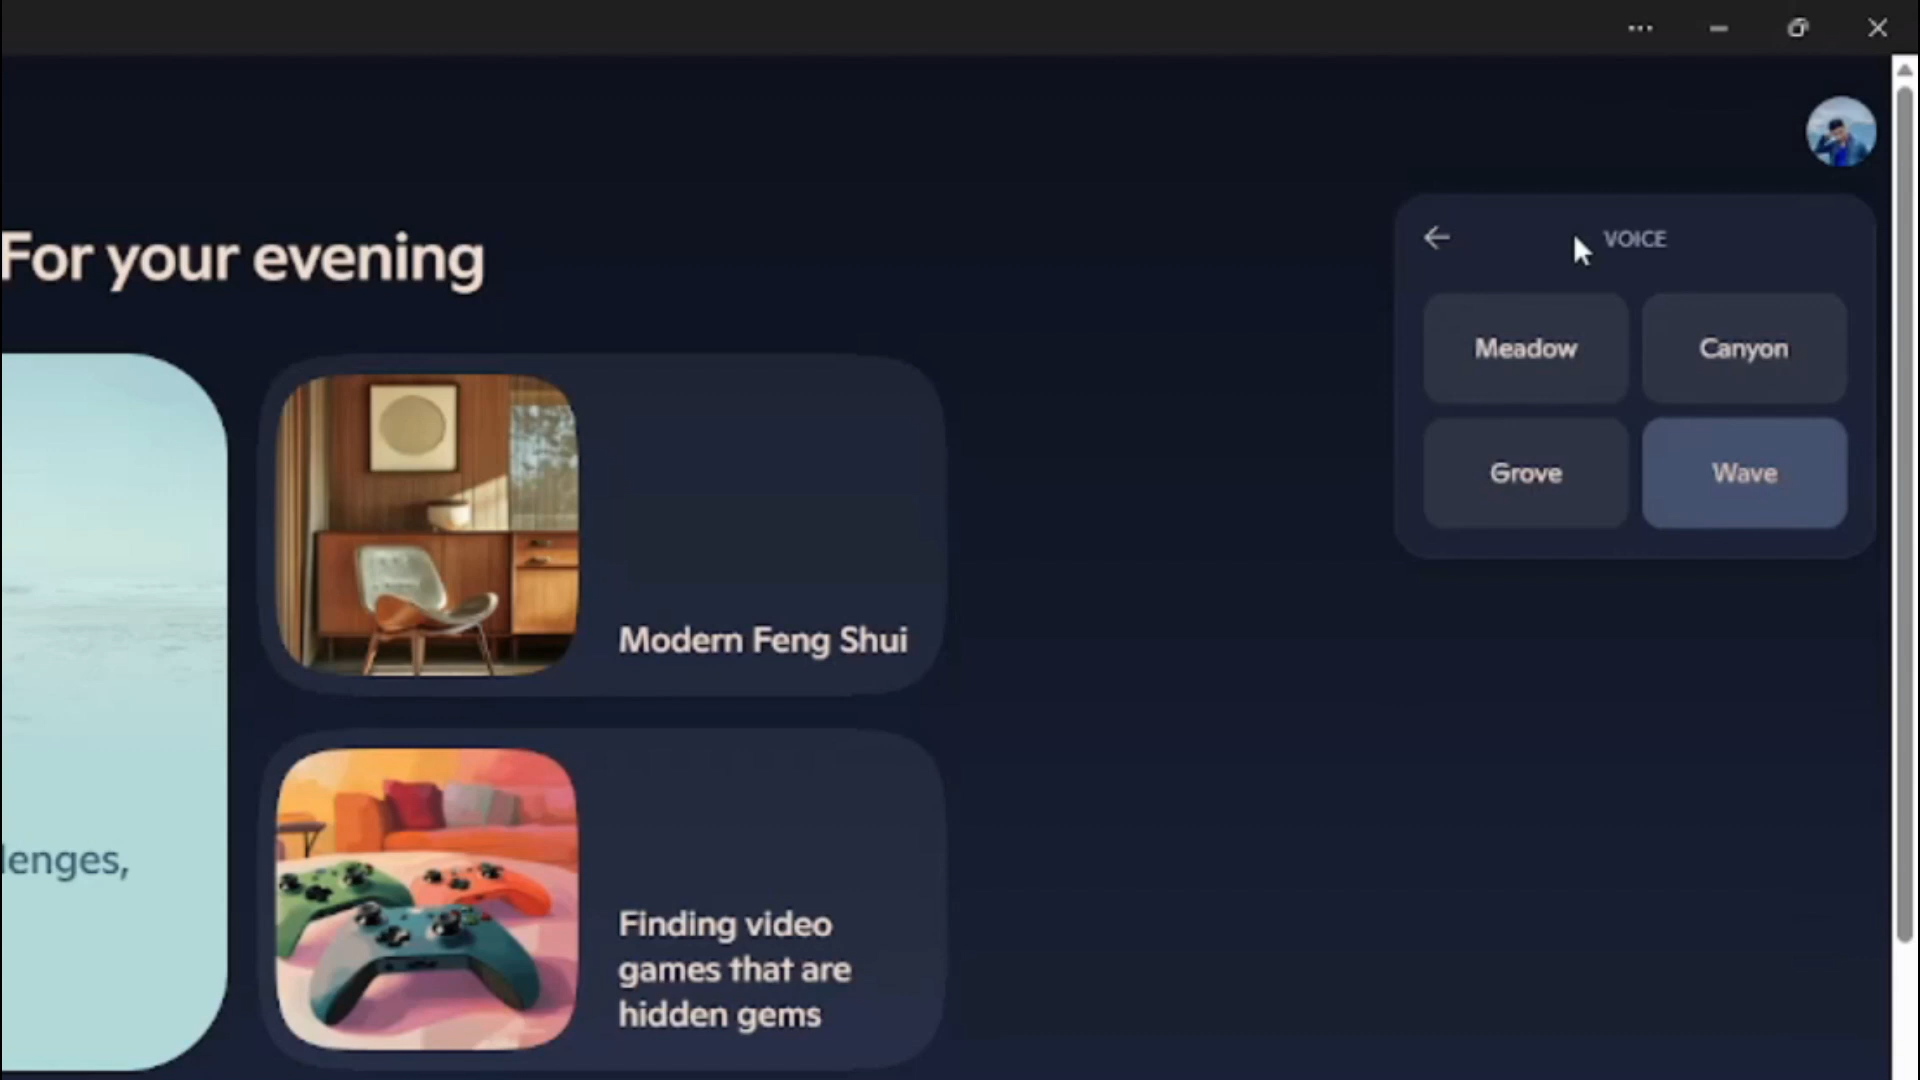 For your evening
VOICE
Meadow
Canyon
Grove
Wave
Modern Feng Shui
lenges,
Finding video
games that are
hidden gems